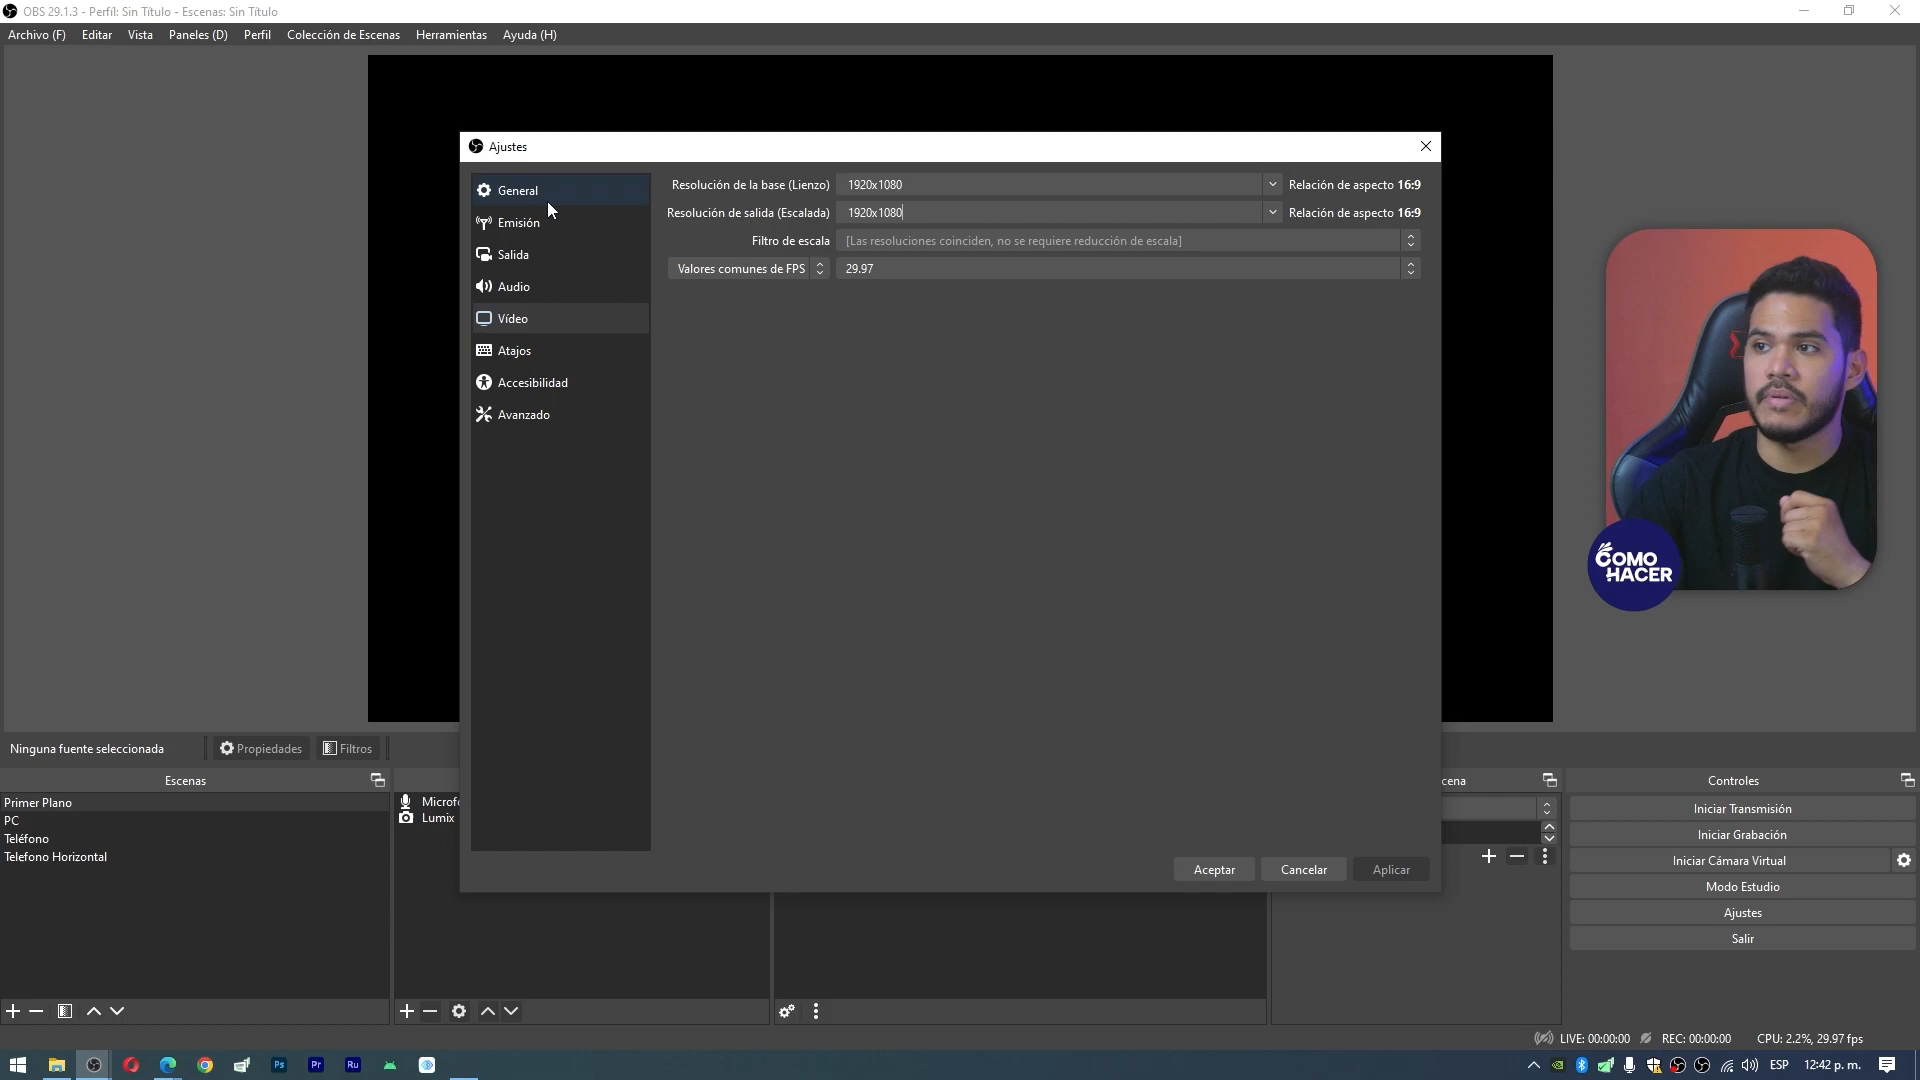 OBS 29.1.3 - Perfil: Sin Título - Escenas: Sin Título
Archivo (F) Editar Vista Paneles (D) Perfil Colección de Escenas Herramientas Ayuda (H)
Ajustes
General
Emisión
Salida
Audio
Vídeo
Atajos
Accesibilidad
Avanzado
Resolución de la base (Lienzo) 1920x1080 Relación de aspecto 16:9
Resolución de salida (Escalada) 1920x1080 Relación de aspecto 16:9
Filtro de escala [Las resoluciones coinciden, no se requiere reducción de escala]
Valores comunes de FPS 29.97
Aceptar Cancelar Aplicar
COMO
HACER
Ninguna fuente seleccionada Propiedades Filtros
Escenas
Primer Plano
PC
Teléfono
Telefono Horizontal
Microfo
Lumix
cena
Controles
Iniciar Transmisión
Iniciar Grabación
Iniciar Cámara Virtual
Modo Estudio
Ajustes
Salir
LIVE: 00:00:00 REC: 00:00:00 CPU: 2.2%, 29.97 fps
Ps Pr Ru ESP 12:42 p. m.